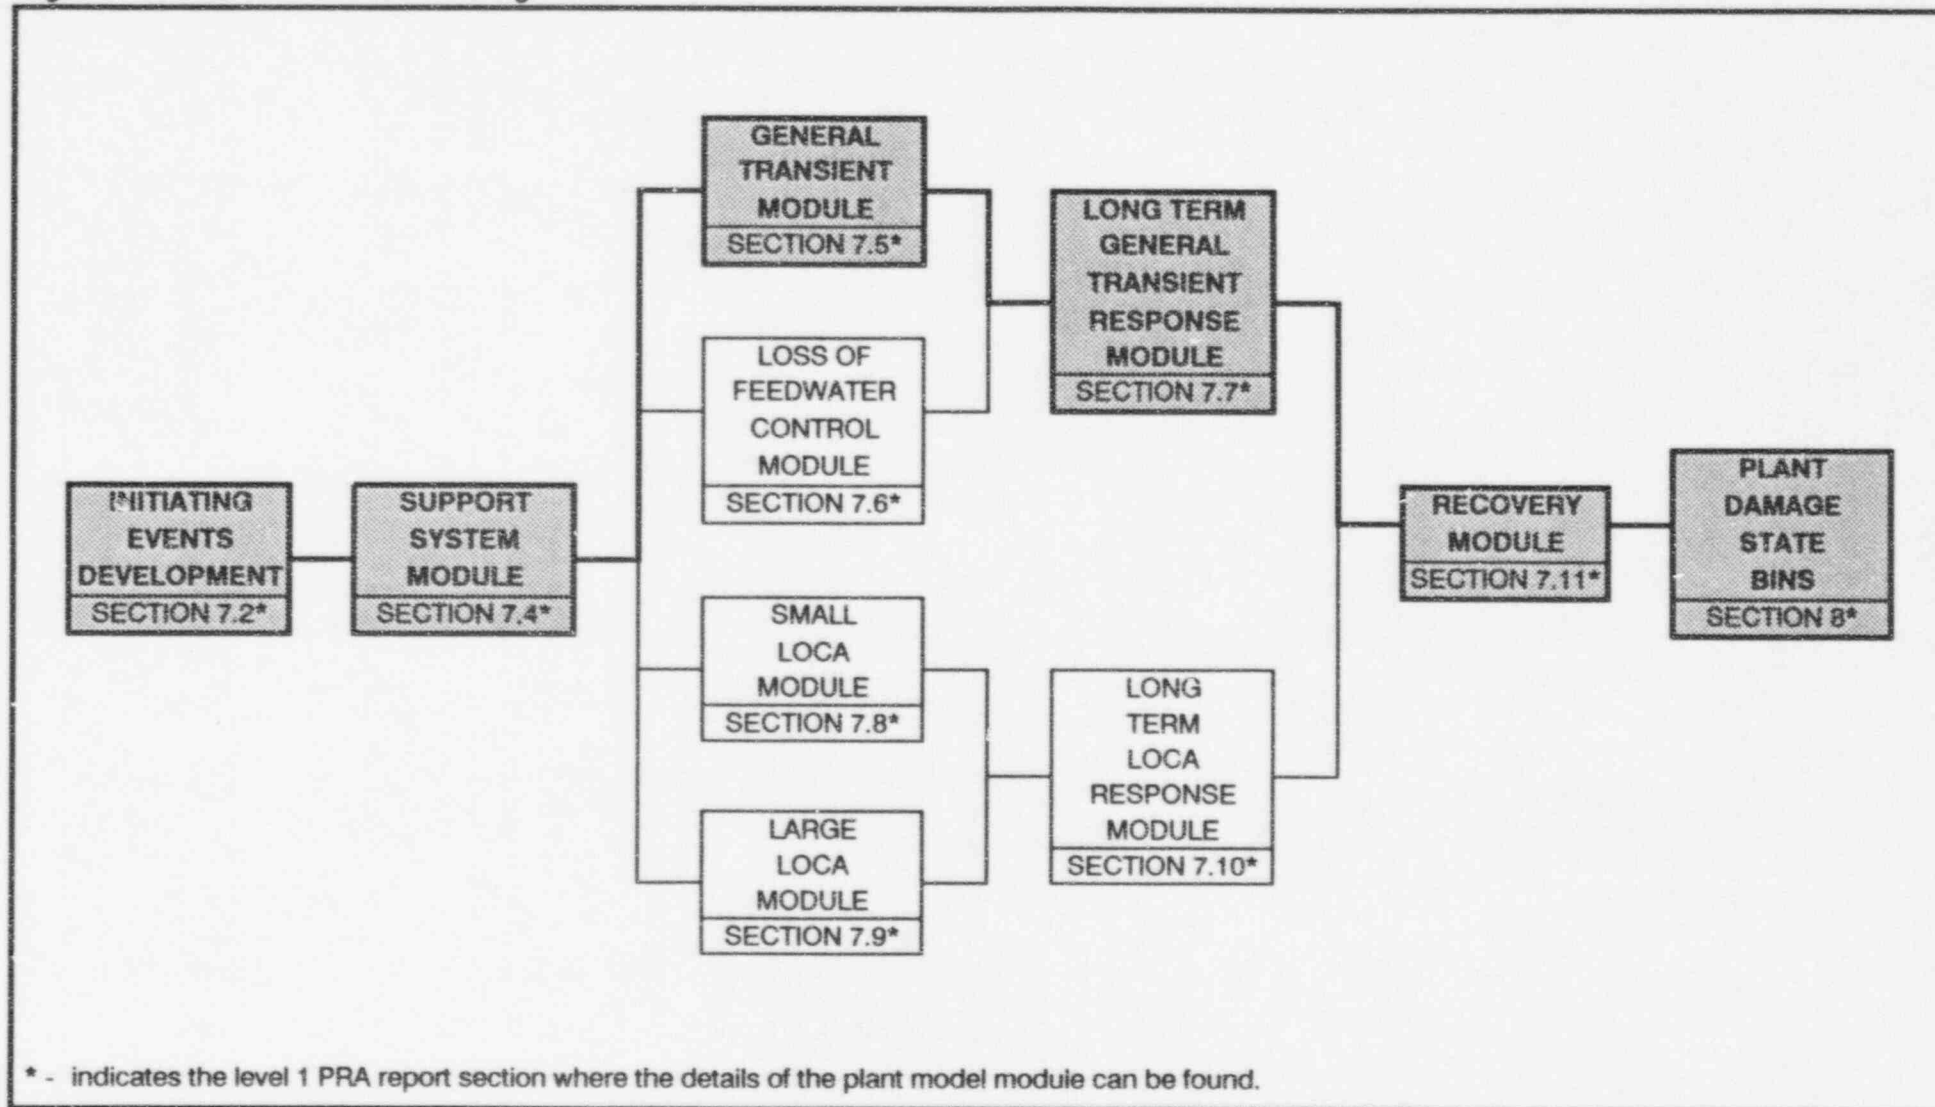 INITIATING
EVENTS
DEVELOPMENT
SECTION 7.2*
SUPPORT
SYSTEM
MODULE
SECTION 7.4*
GENERAL
TRANSIENT
MODULE
SECTION 7.5*
LOSS OF
FEEDWATER
CONTROL
MODULE
SECTION 7.6*
SMALL
LOCA
MODULE
SECTION 7.8*
LARGE
LOCA
MODULE
SECTION 7.9*
LONG TERM
GENERAL
TRANSIENT
RESPONSE
MODULE
SECTION 7.7*
LONG
TERM
LOCA
RESPONSE
MODULE
SECTION 7.10*
RECOVERY
MODULE
SECTION 7.11*
PLANT
DAMAGE
STATE
BINS
SECTION 8*
* - indicates the level 1 PRA report section where the details of the plant model module can be found.